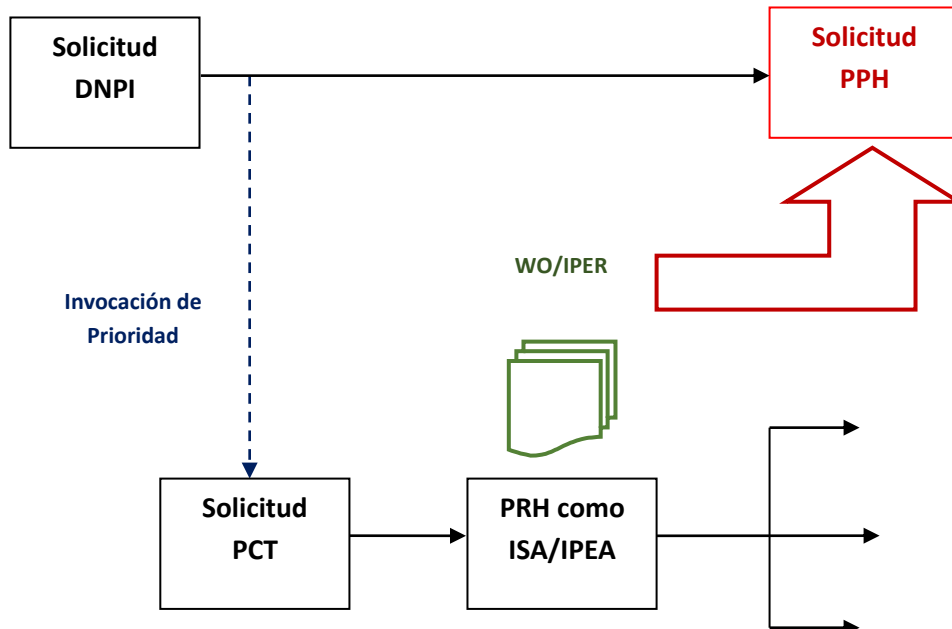 Solicitud
DNPI
Solicitud
PPH
WO/IPER
Invocación de
Prioridad
Solicitud
PCT
PRH como
ISA/IPEA